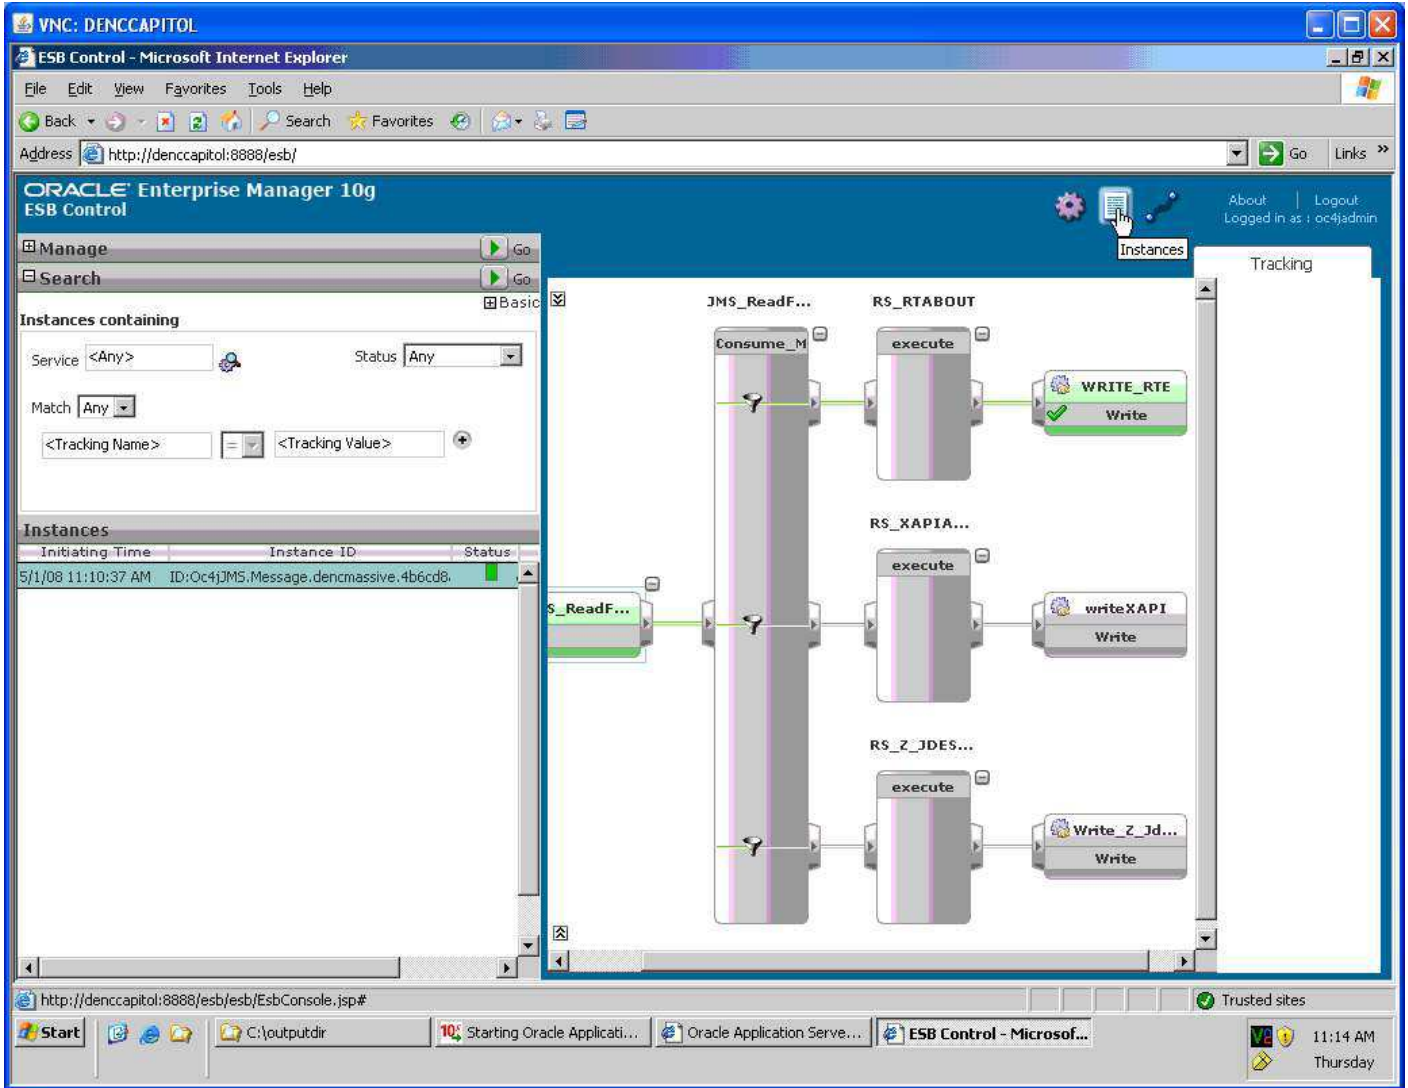 VNC: DENCCAPITOL
ESB Control - Microsoft Internet Explorer
File Edit View Favorites Tools Help
Back Search Favorites
Address http://denccapitol:8888/esb/ Go Links »
ORACLE Enterprise Manager 10g
ESB Control
About | Logout
Logged in as : oc4jadmin
Instances
Tracking
Manage Go
Search Go
Basic
Instances containing
Service <Any> Status Any
Match Any
<Tracking Name> = <Tracking Value>
Instances
Initiating Time Instance ID Status
5/1/08 11:10:37 AM ID:Oc4jJMS.Message.dencmassive.4b6cd8.
JMS_ReadF... RS_RTABOUT
Consume_M execute
WRITE_RTE
Write
RS_XAPIA...
execute
S_ReadF...
writeXAPI
Write
RS_Z_JDES...
execute
Write_Z_Jd...
Write
http://denccapitol:8888/esb/esb/EsbConsole.jsp# Trusted sites
Start C:\outputdir Starting Oracle Applicati... Oracle Application Serve... ESB Control - Microsof... 11:14 AM
Thursday